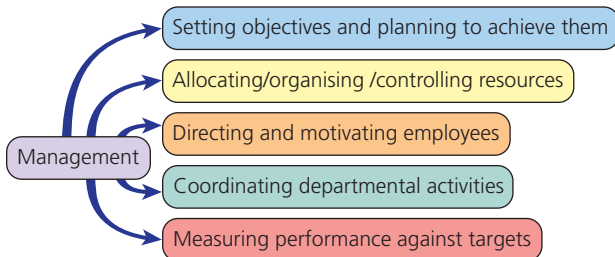 Setting objectives and planning to achieve them
Allocating/organising /controlling resources
Directing and motivating employees
Management
Coordinating departmental activities
Measuring performance against targets